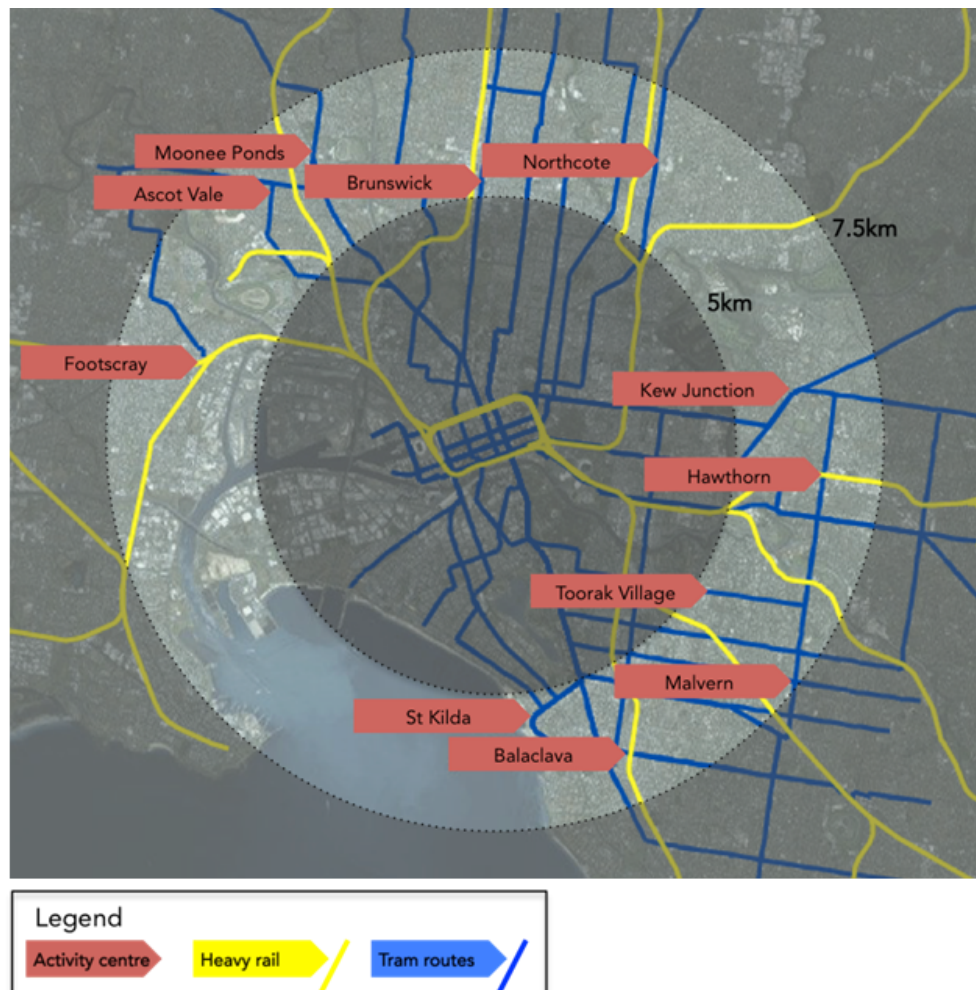 Moonee Ponds
Northcote
Brunswick
Ascot Vale
7.5km
5km
Footscray
Kew Junction
Hawthorn
Toorak Village
Malvern
St Kilda
Balaclava
Legend
Activity centre
Heavy rail
Tram routes